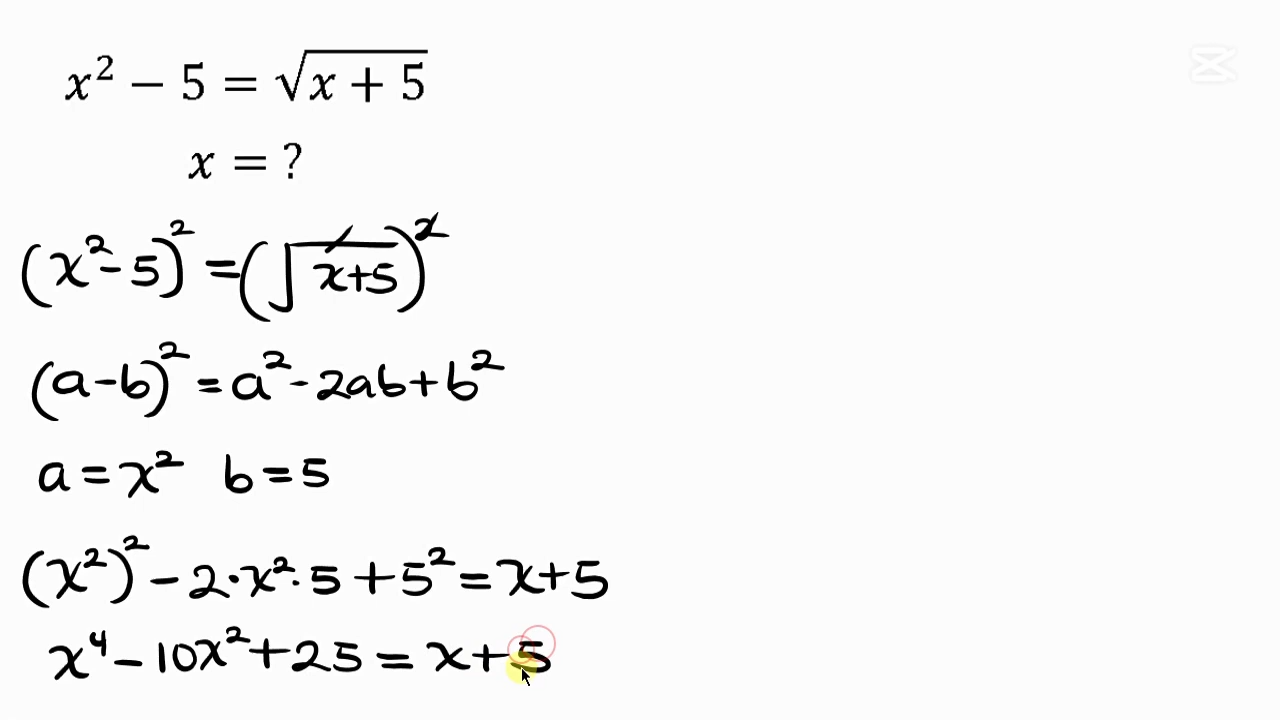 x² − 5 = √(x + 5)
x = ?
(x² - 5)² = (√(x+5))²
(a - b)² = a² - 2ab + b²
a = x² b = 5
(x²)² - 2·x²·5 + 5² = x + 5
x⁴ - 10x² + 25 = x + 5